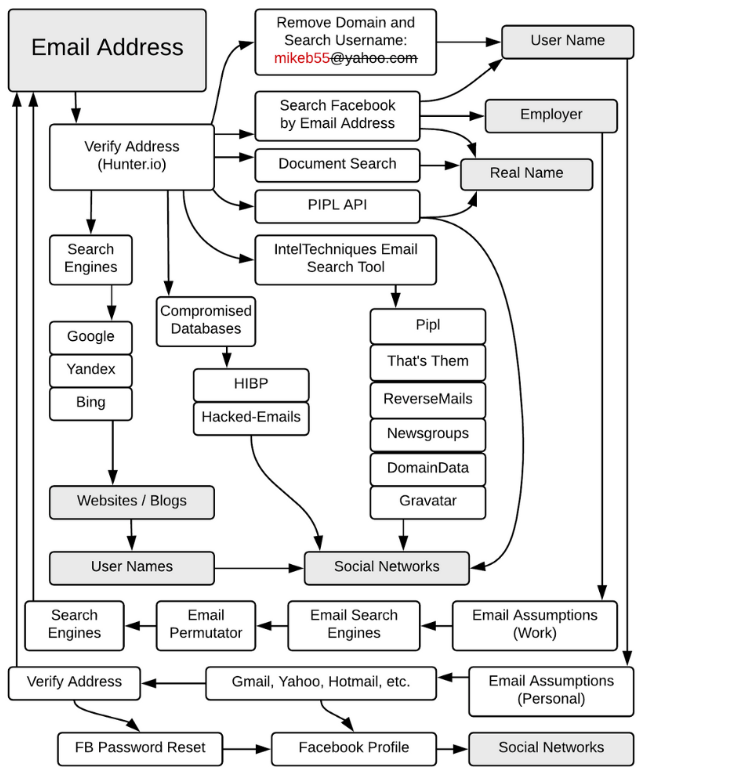 Email Address
Remove Domain and
Search Username:
mikeb55@yahoo.com
User Name
Search Facebook
by Email Address
Employer
Verify Address
(Hunter.io)
Document Search
Real Name
PIPL API
Search
Engines
IntelTechniques Email
Search Tool
Compromised
Databases
Google
Yandex
Bing
Pipl
That's Them
ReverseMails
Newsgroups
DomainData
Gravatar
HIBP
Hacked-Emails
Websites / Blogs
User Names
Social Networks
Search
Engines
Email
Permutator
Email Search
Engines
Email Assumptions
(Work)
Verify Address
Gmail, Yahoo, Hotmail, etc.
Email Assumptions
(Personal)
FB Password Reset
Facebook Profile
Social Networks